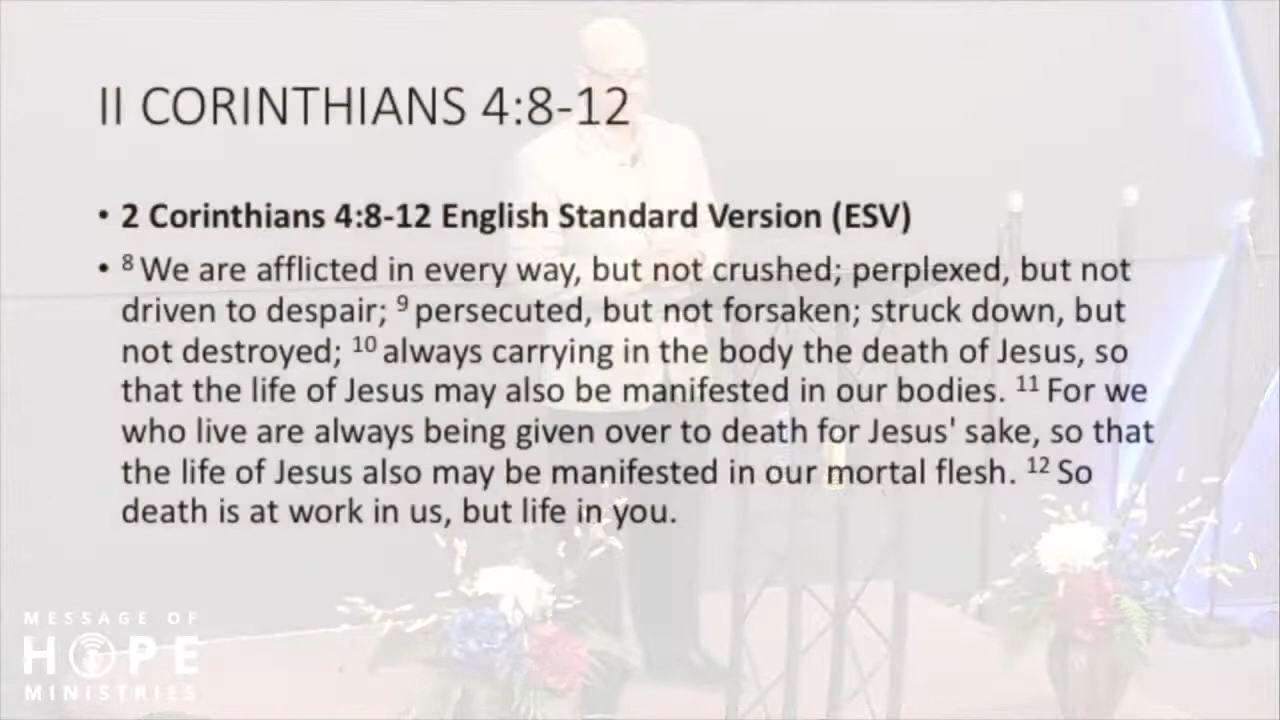 II CORINTHIANS 4:8-12
• 2 Corinthians 4:8-12 English Standard Version (ESV)
• 8 We are afflicted in every way, but not crushed; perplexed, but not
driven to despair; 9 persecuted, but not forsaken; struck down, but
not destroyed; 10 always carrying in the body the death of Jesus, so
that the life of Jesus may also be manifested in our bodies. 11 For we
who live are always being given over to death for Jesus' sake, so that
the life of Jesus also may be manifested in our mortal flesh. 12 So
death is at work in us, but life in you.
MESSAGE OF
HOPE
MINISTRIES